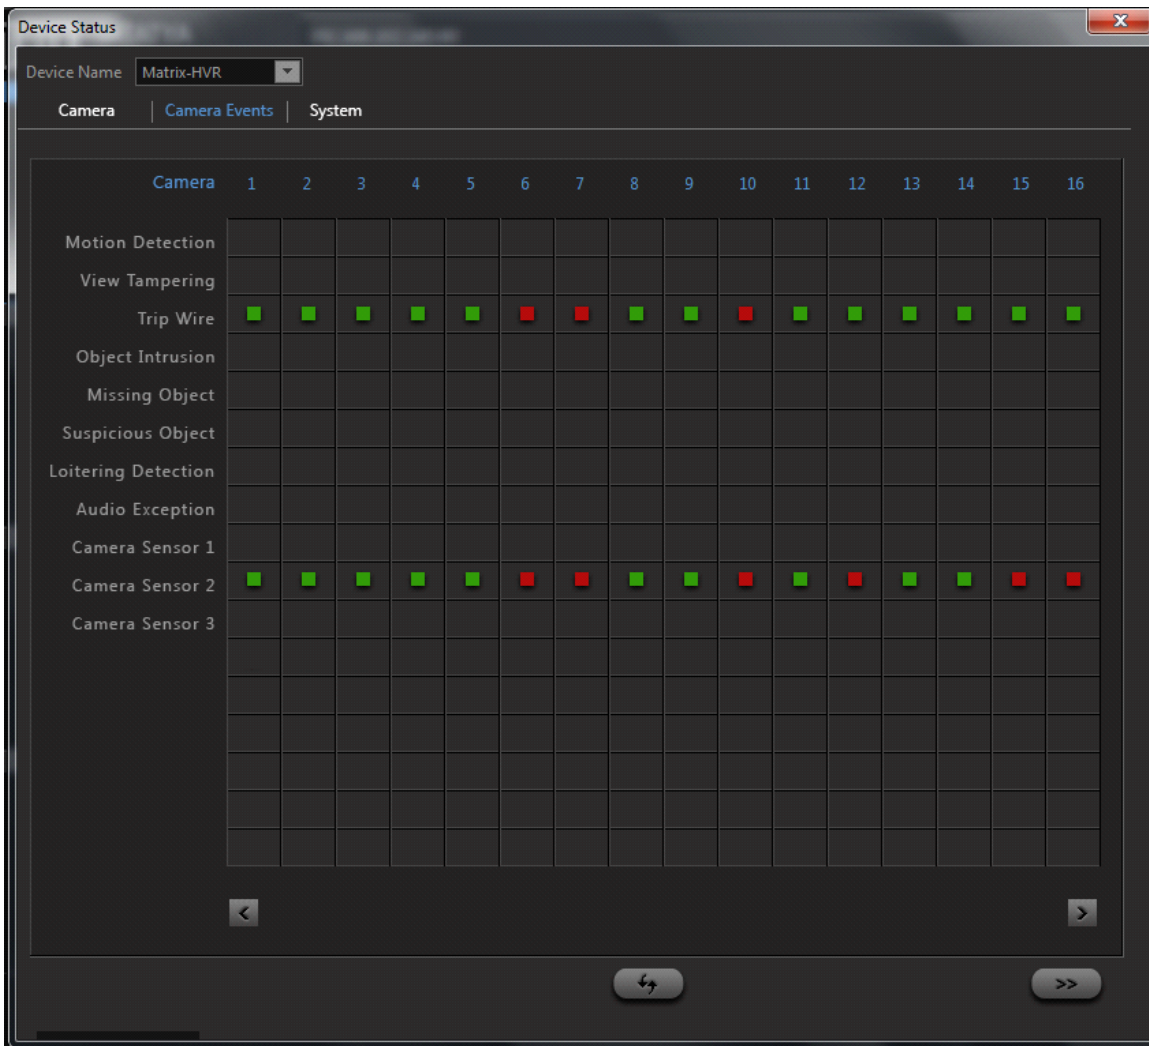 Device Status
x
Device Name Matrix-HVR
Camera Camera Events System
Camera 1 2 3 4 5 6 7 8 9 10 11 12 13 14 15 16
Motion Detection
View Tampering
Trip Wire
Object Intrusion
Missing Object
Suspicious Object
Loitering Detection
Audio Exception
Camera Sensor 1
Camera Sensor 2
Camera Sensor 3
< >
>>